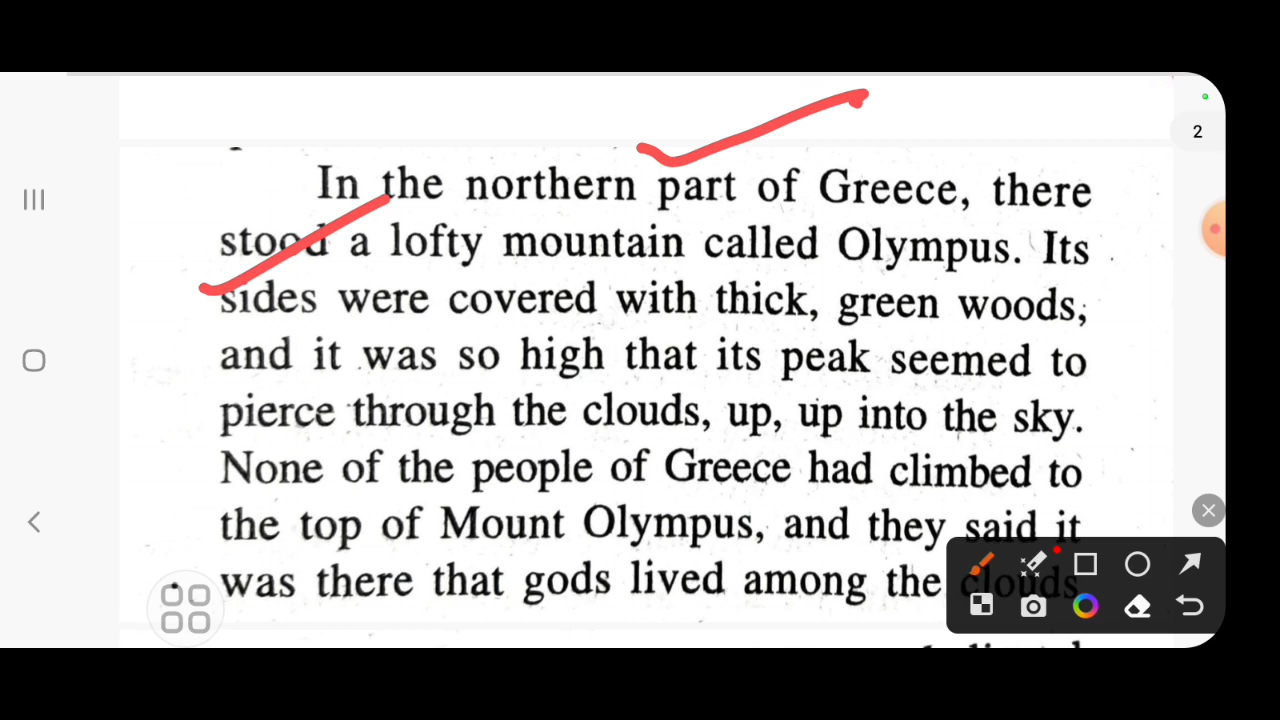 2
In the northern part of Greece, there
stood a lofty mountain called Olympus. Its
sides were covered with thick, green woods,
and it was so high that its peak seemed to
pierce through the clouds, up, up into the sky.
None of the people of Greece had climbed to
the top of Mount Olympus, and they said it
was there that gods lived among the clouds